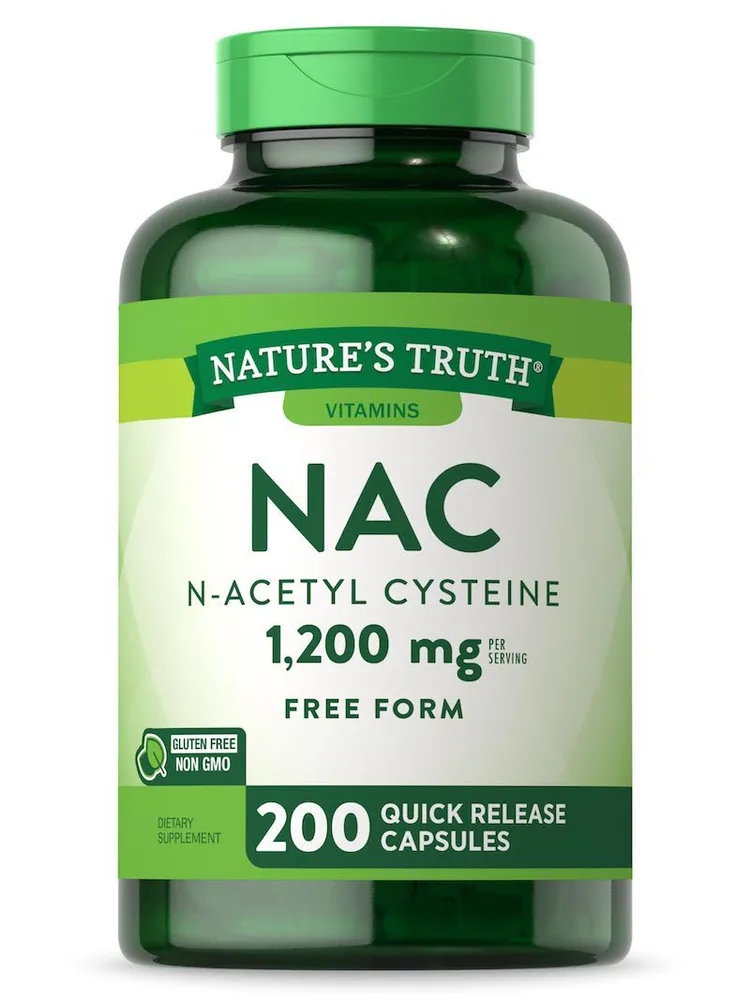 NATURE'S TRUTH®
VITAMINS
NAC
N-ACETYL CYSTEINE
1,200 mg PER SERVING
FREE FORM
GLUTEN FREE
NON GMO
DIETARY
SUPPLEMENT
200 QUICK RELEASE
CAPSULES